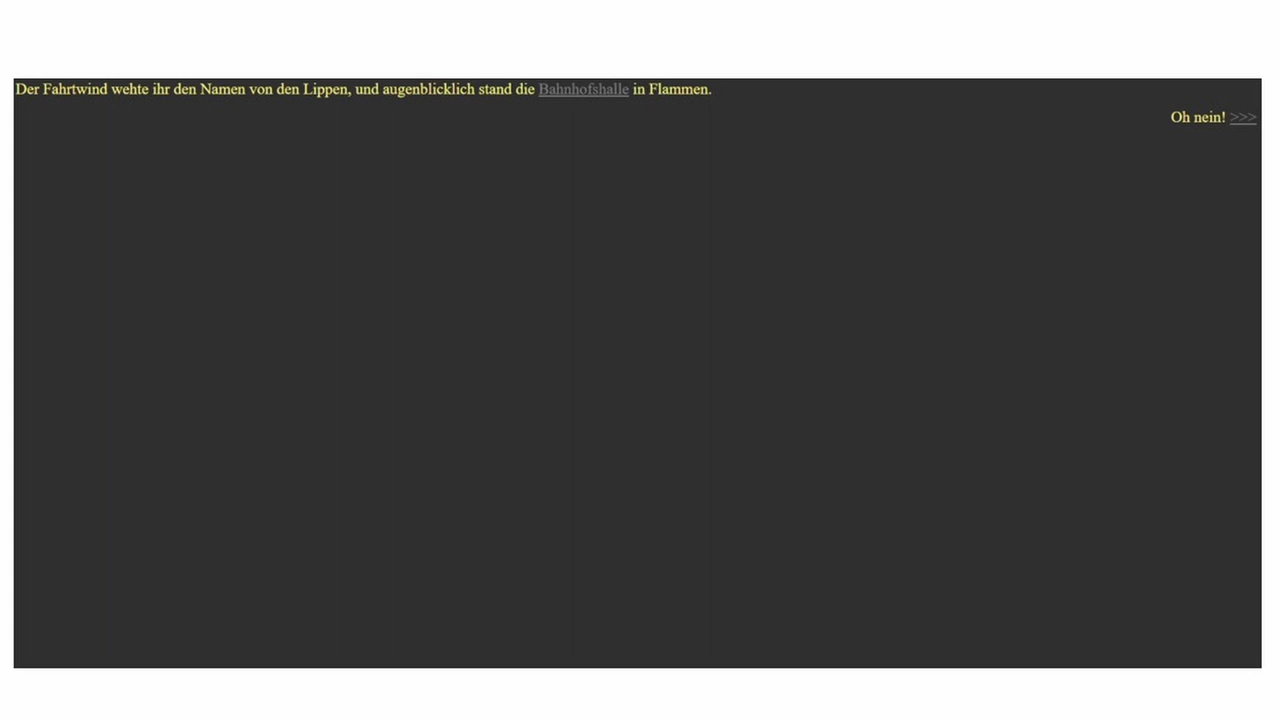 Der Fahrtwind wehte ihr den Namen von den Lippen, und augenblicklich stand die Bahnhofshalle in Flammen.
Oh nein! >>>